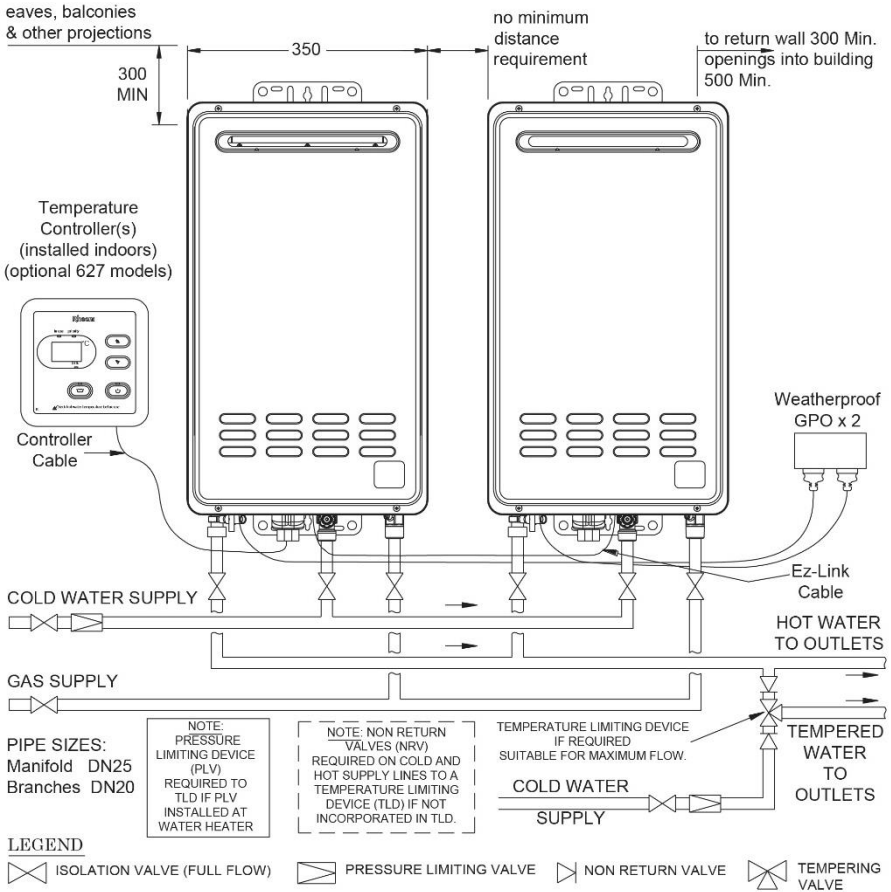 eaves, balconies
& other projections
300
MIN
350
no minimum
distance
requirement
to return wall 300 Min.
openings into building
500 Min.
Temperature
Controller(s)
(installed indoors)
(optional 627 models)
Rheem
°C
Controller
Cable
Weatherproof
GPO x 2
Ez-Link
Cable
COLD WATER SUPPLY
HOT WATER
TO OUTLETS
GAS SUPPLY
PIPE SIZES:
Manifold DN25
Branches DN20
NOTE:
PRESSURE
LIMITING DEVICE
(PLV)
REQUIRED TO
TLD IF PLV
INSTALLED AT
WATER HEATER
NOTE: NON RETURN
VALVES (NRV)
REQUIRED ON COLD AND
HOT SUPPLY LINES TO A
TEMPERATURE LIMITING
DEVICE (TLD) IF NOT
INCORPORATED IN TLD.
TEMPERATURE LIMITING DEVICE
IF REQUIRED
SUITABLE FOR MAXIMUM FLOW.
TEMPERED
WATER
TO
OUTLETS
COLD WATER
SUPPLY
LEGEND
ISOLATION VALVE (FULL FLOW)
PRESSURE LIMITING VALVE
NON RETURN VALVE
TEMPERING
VALVE